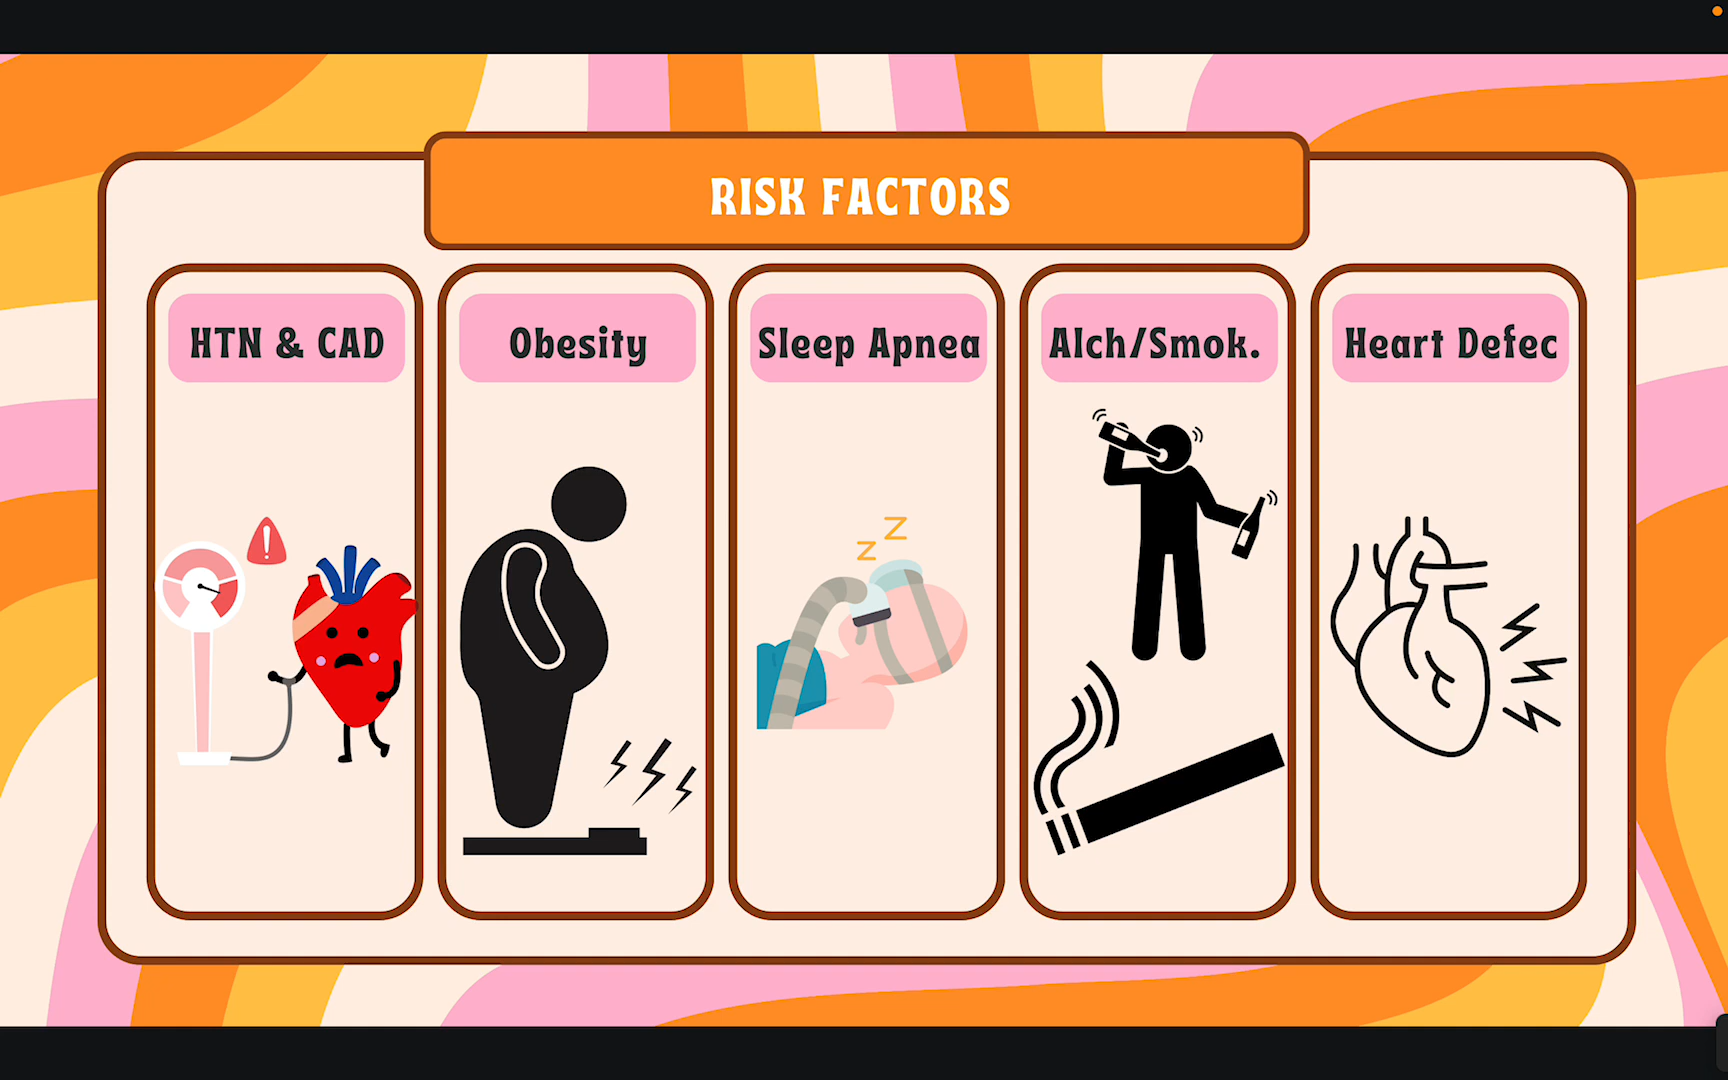 RISK FACTORS
HTN & CAD
Obesity
Sleep Apnea
Alch/Smok.
Heart Defec
z
Z
!